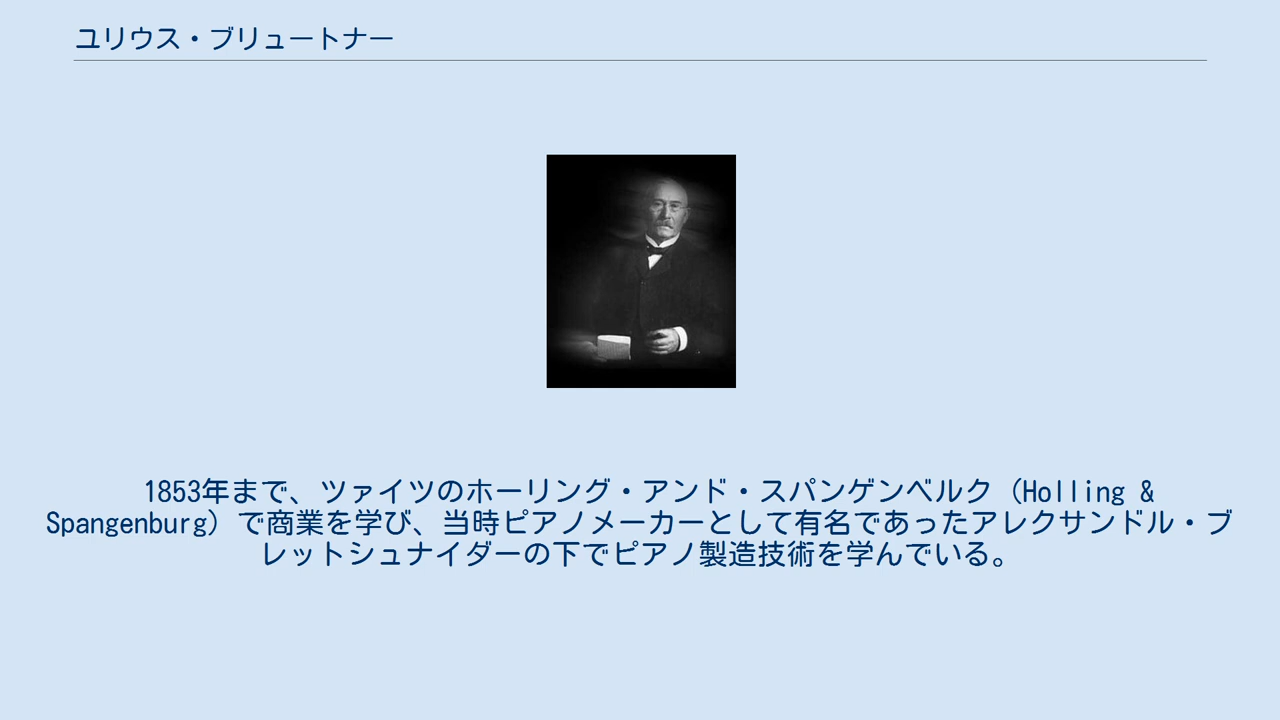 ユリウス・ブリュートナー
1853年まで、ツァイツのホーリング・アンド・スパンゲンベルク（Holling &
Spangenburg）で商業を学び、当時ピアノメーカーとして有名であったアレクサンドル・ブ
レットシュナイダーの下でピアノ製造技術を学んでいる。